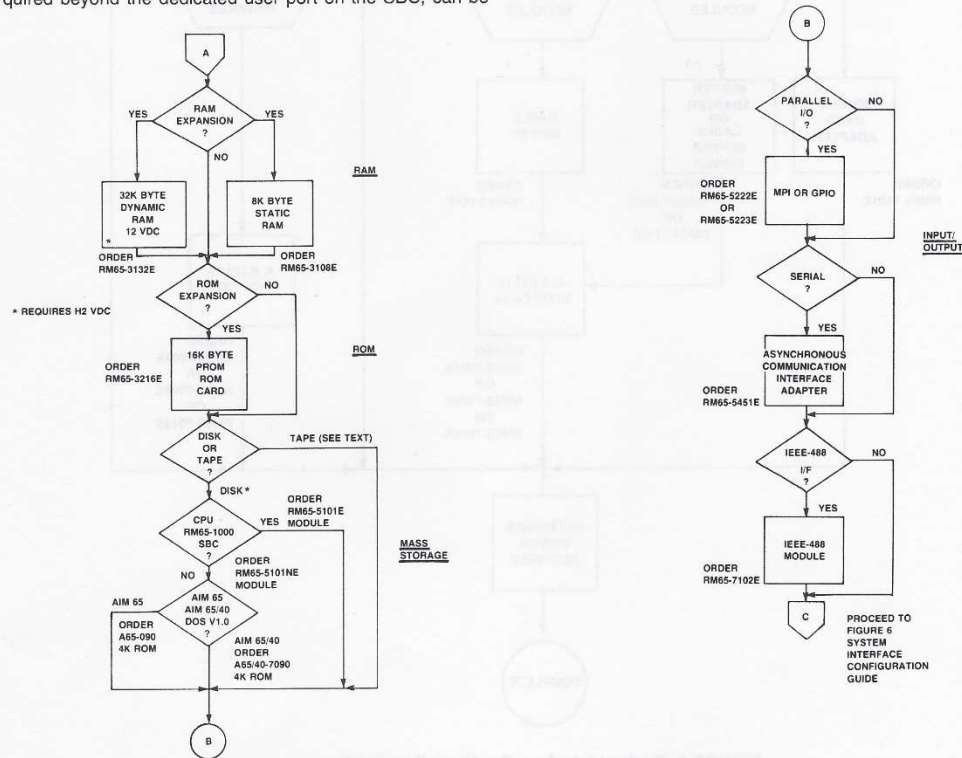 quired beyond the dedicated user port on the SBC, can be
A
RAM
EXPANSION
?
YES
YES
NO
RAM
32K BYTE
DYNAMIC
RAM
12 VDC
*
ORDER
RM65-3132E
8K BYTE
STATIC
RAM
ORDER
RM65-3108E
ROM
EXPANSION
?
NO
YES
* REQUIRES H2 VDC
ROM
ORDER
RM65-3216E
16K BYTE
PROM
ROM
CARD
DISK
OR
TAPE
?
TAPE (SEE TEXT)
DISK *
CPU
RM65-1000
SBC
?
YES
ORDER
RM65-5101E
MODULE
MASS
STORAGE
NO
ORDER
RM65-5101NE
MODULE
AIM 65
AIM 65/40
DOS V1.0
?
AIM 65
ORDER
A65-090
4K ROM
AIM 65/40
ORDER
A65/40-7090
4K ROM
B
B
PARALLEL
I/O
?
NO
YES
ORDER
RM65-5222E
OR
RM65-5223E
MPI OR GPIO
INPUT/
OUTPUT
SERIAL
?
NO
YES
ASYNCHRONOUS
COMMUNICATION
INTERFACE
ADAPTER
ORDER
RM65-5451E
IEEE-488
I/F
?
NO
YES
IEEE-488
MODULE
ORDER
RM65-7102E
C
PROCEED TO
FIGURE 6
SYSTEM
INTERFACE
CONFIGURATION
GUIDE